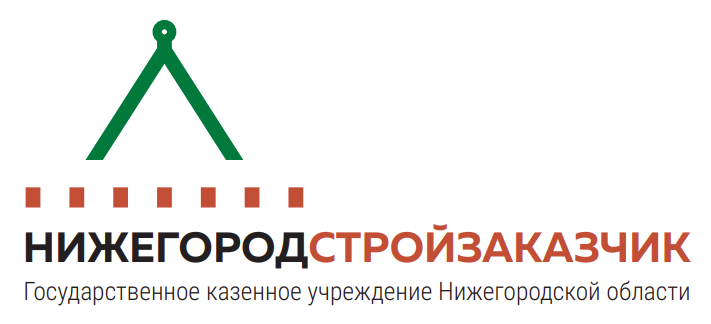 НИЖЕГОРОДСТРОЙЗАКАЗЧИК
Государственное казенное учреждение Нижегородской области